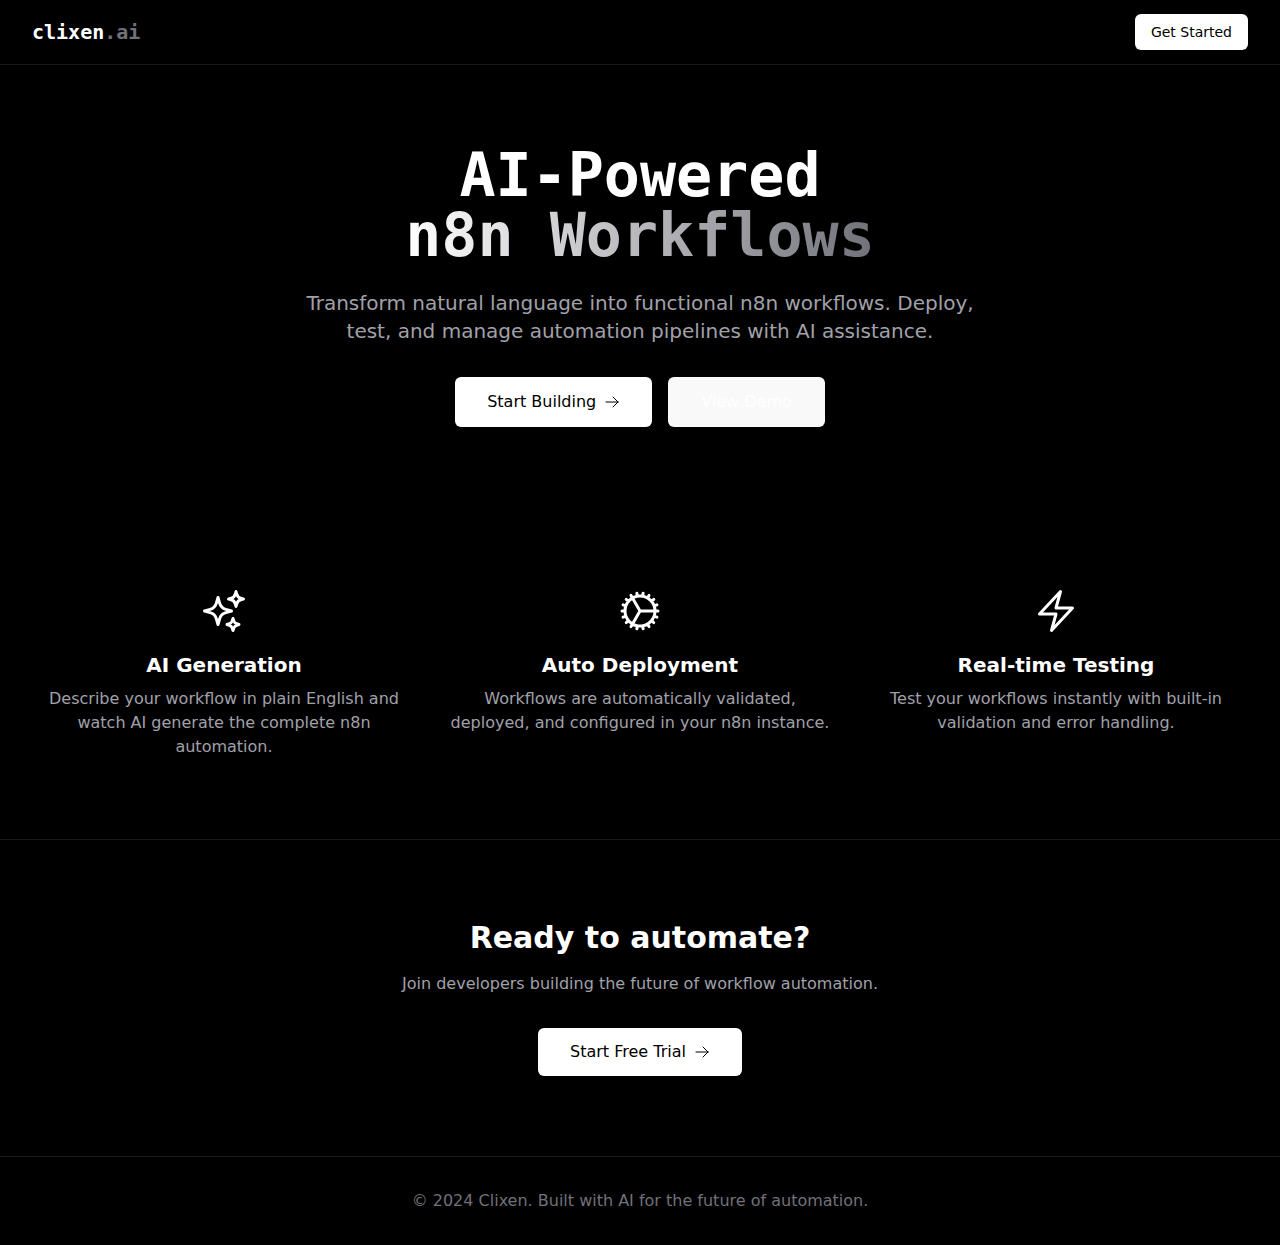 clixen.ai
Get Started
AI-Powered
n8n Workflows
Transform natural language into functional n8n workflows. Deploy,
test, and manage automation pipelines with AI assistance.
Start Building
View Demo
AI Generation
Describe your workflow in plain English and
watch AI generate the complete n8n
automation.
Auto Deployment
Workflows are automatically validated,
deployed, and configured in your n8n instance.
Real-time Testing
Test your workflows instantly with built-in
validation and error handling.
Ready to automate?
Join developers building the future of workflow automation.
Start Free Trial
© 2024 Clixen. Built with AI for the future of automation.